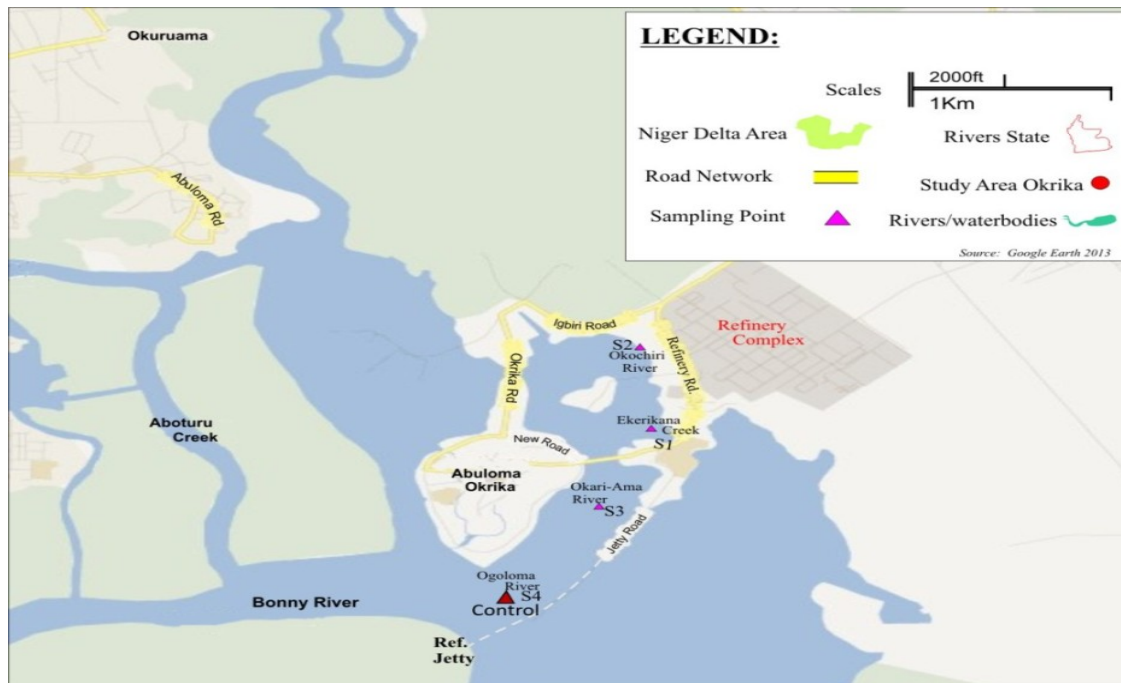 Okuruama
LEGEND:
Scales
2000ft
1Km
Niger Delta Area
Rivers State
Road Network
Study Area Okrika
Sampling Point
Rivers/waterbodies
Source: Google Earth 2013
Abuloma Rd
Igbiri Road
Refinery
Complex
S2
Okochiri
River
Refinery Rd.
Okrika Rd
Aboturu
Creek
Ekerikana
Creek
S1
New Road
Abuloma
Okrika
Okari-Ama
River
S3
Jetty Road
Ogoloma
River
S4
Control
Bonny River
Ref.
Jetty